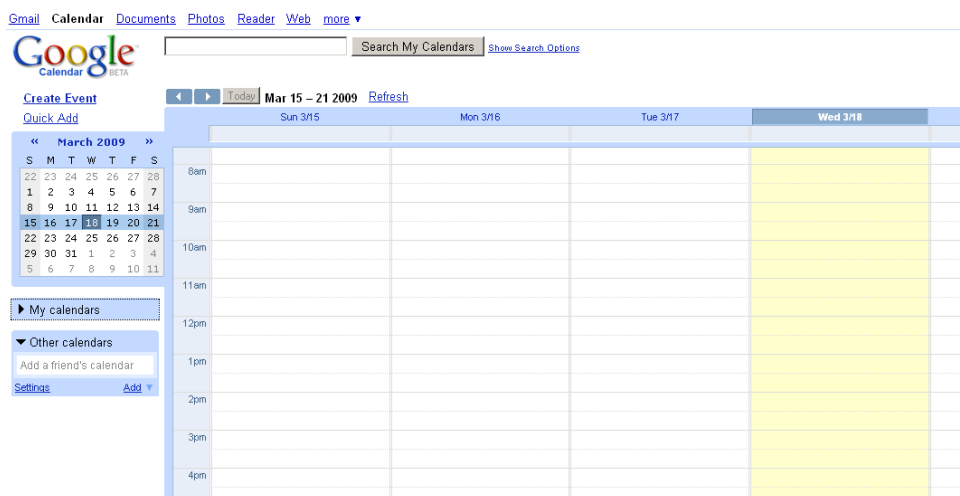 Gmail Calendar Documents Photos Reader Web more ▼
Google
Calendar BETA
Search My Calendars Show Search Options
Create Event
Quick Add
Today Mar 15 – 21 2009 Refresh
Sun 3/15 Mon 3/16 Tue 3/17 Wed 3/18
« March 2009 »
S M T W T F S
22 23 24 25 26 27 28
1 2 3 4 5 6 7
8 9 10 11 12 13 14
15 16 17 18 19 20 21
22 23 24 25 26 27 28
29 30 31 1 2 3 4
5 6 7 8 9 10 11
My calendars
Other calendars
Add a friend's calendar
Settings Add ▼
8am
9am
10am
11am
12pm
1pm
2pm
3pm
4pm